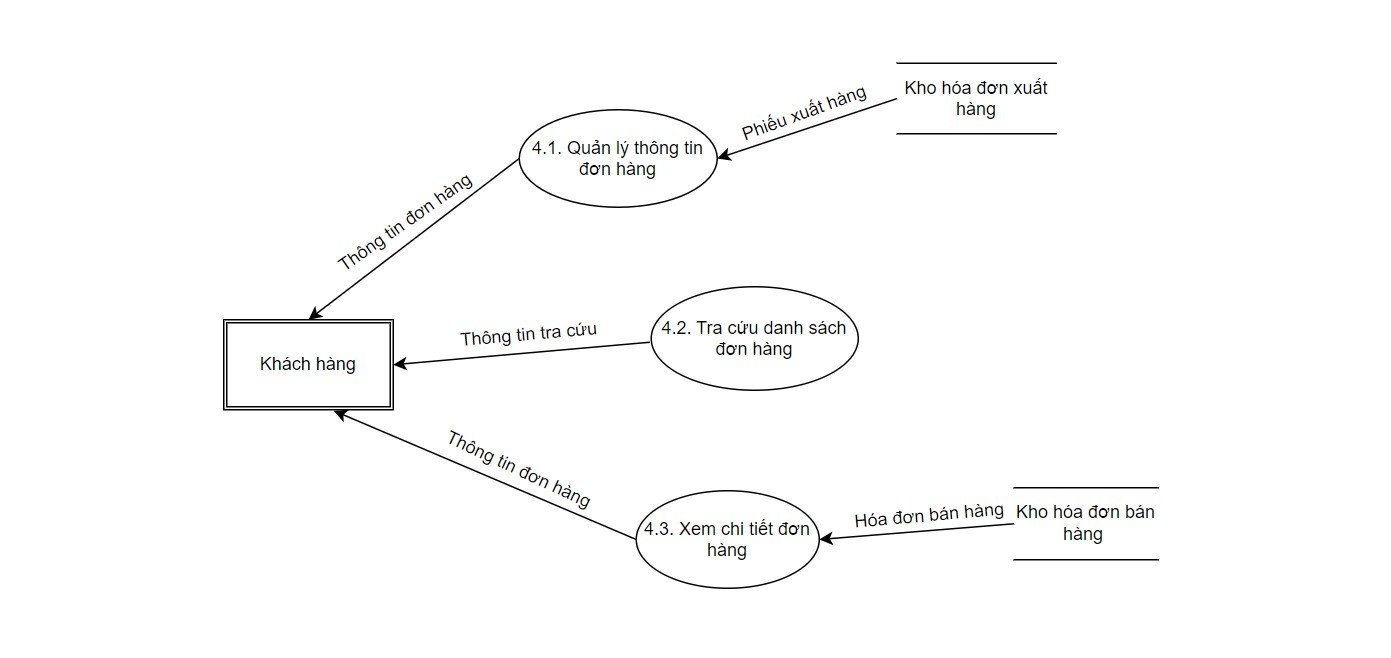 Kho hóa đơn xuất
hàng
Phiếu xuất hàng
4.1. Quản lý thông tin
đơn hàng
Thông tin đơn hàng
4.2. Tra cứu danh sách
đơn hàng
Thông tin tra cứu
Khách hàng
Thông tin đơn hàng
4.3. Xem chi tiết đơn
hàng
Hóa đơn bán hàng
Kho hóa đơn bán
hàng